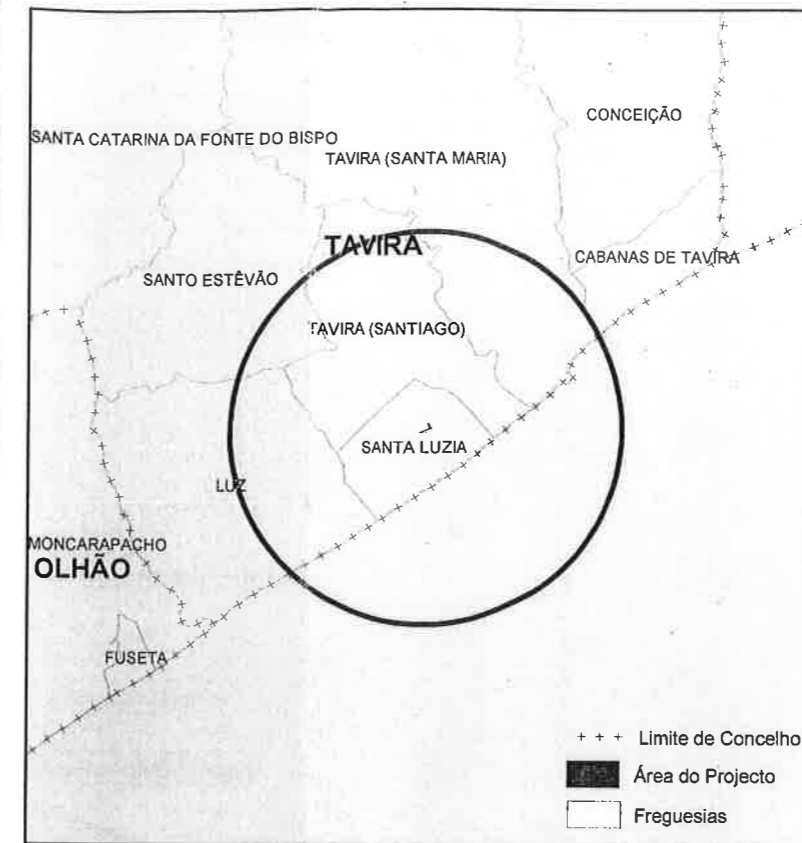 CONCEIÇÃO
SANTA CATARINA DA FONTE DO BISPO
TAVIRA (SANTA MARIA)
TAVIRA
CABANAS DE TAVIRA
SANTO ESTÊVÃO
TAVIRA (SANTIAGO)
SANTA LUZIA
LUZ
MONCARAPACHO
OLHÃO
FUSETA
Limite de Concelho
Área do Projecto
Freguesias